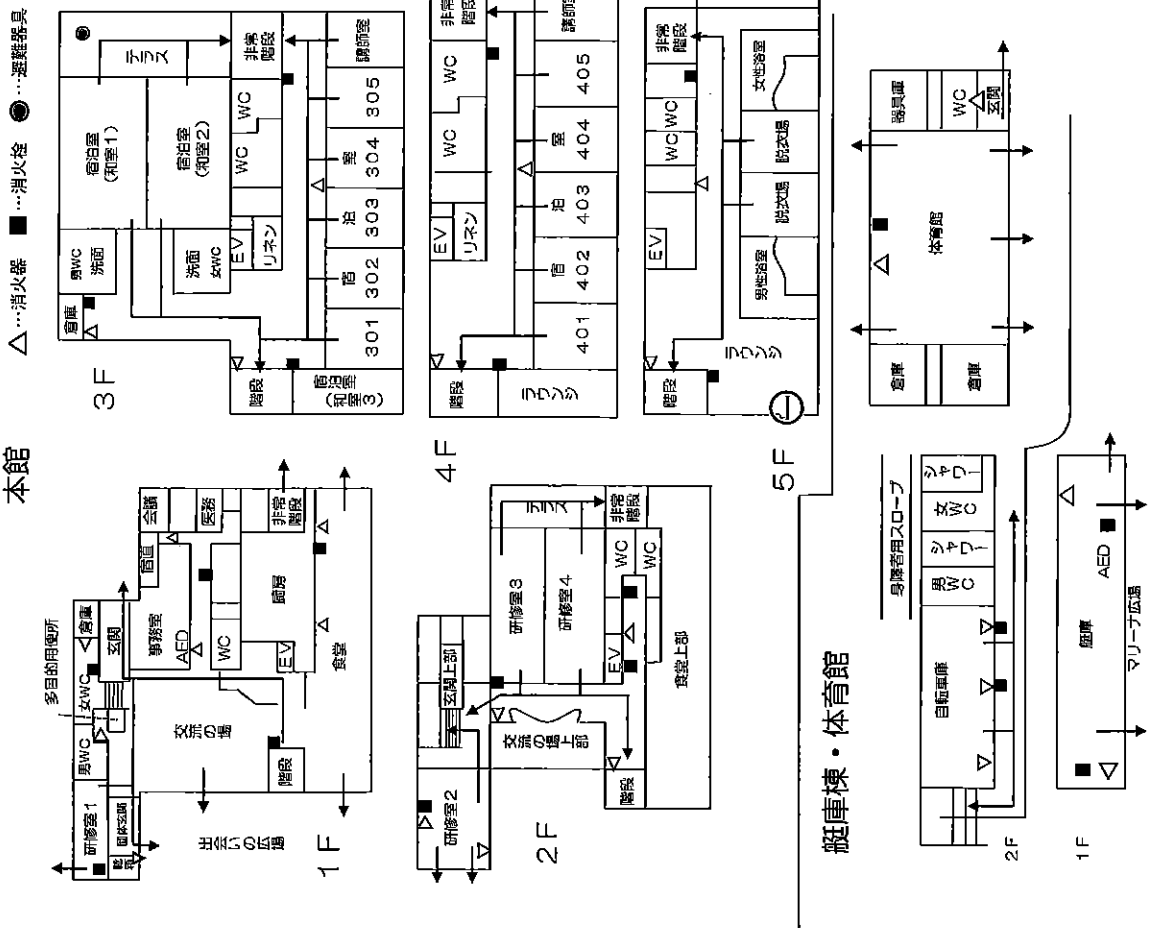 本館
△…消火器 ■…消火栓 ◉…避難器具
1F
多目的用便所
研修室1
男WC
女WC
倉庫
団体玄関
玄関
宿直
会議
事務室
AED
医務
交流の場
WC
EV
厨房
非常階段
階段
食堂
出会いの広場
2F
研修室2
玄関上部
研修室3
研修室4
テラス
非常階段
交流の場上部
EV
WC
WC
階段
食堂上部
3F
倉庫
男WC
洗面
洗面
女WC
宿泊室
(和室1)
宿泊室
(和室2)
テラス
EV
リネン
WC
WC
非常階段
階段
宿泊室
(和室3)
宿泊室
301
302
303
304
305
講師室
4F
階段
EV
リネン
WC
WC
非常階段
ラウンジ
宿泊室
401
402
403
404
405
講師室
5F
階段
EV
WC
WC
非常階段
ラウンジ
男性浴室
脱衣場
脱衣場
女性浴室
艇庫棟・体育館
身障者用スロープ
2F
自転車庫
男WC
シャワー
女WC
シャワー
1F
艇庫
AED
マリーナ広場
倉庫
倉庫
体育館
器具庫
WC
玄関